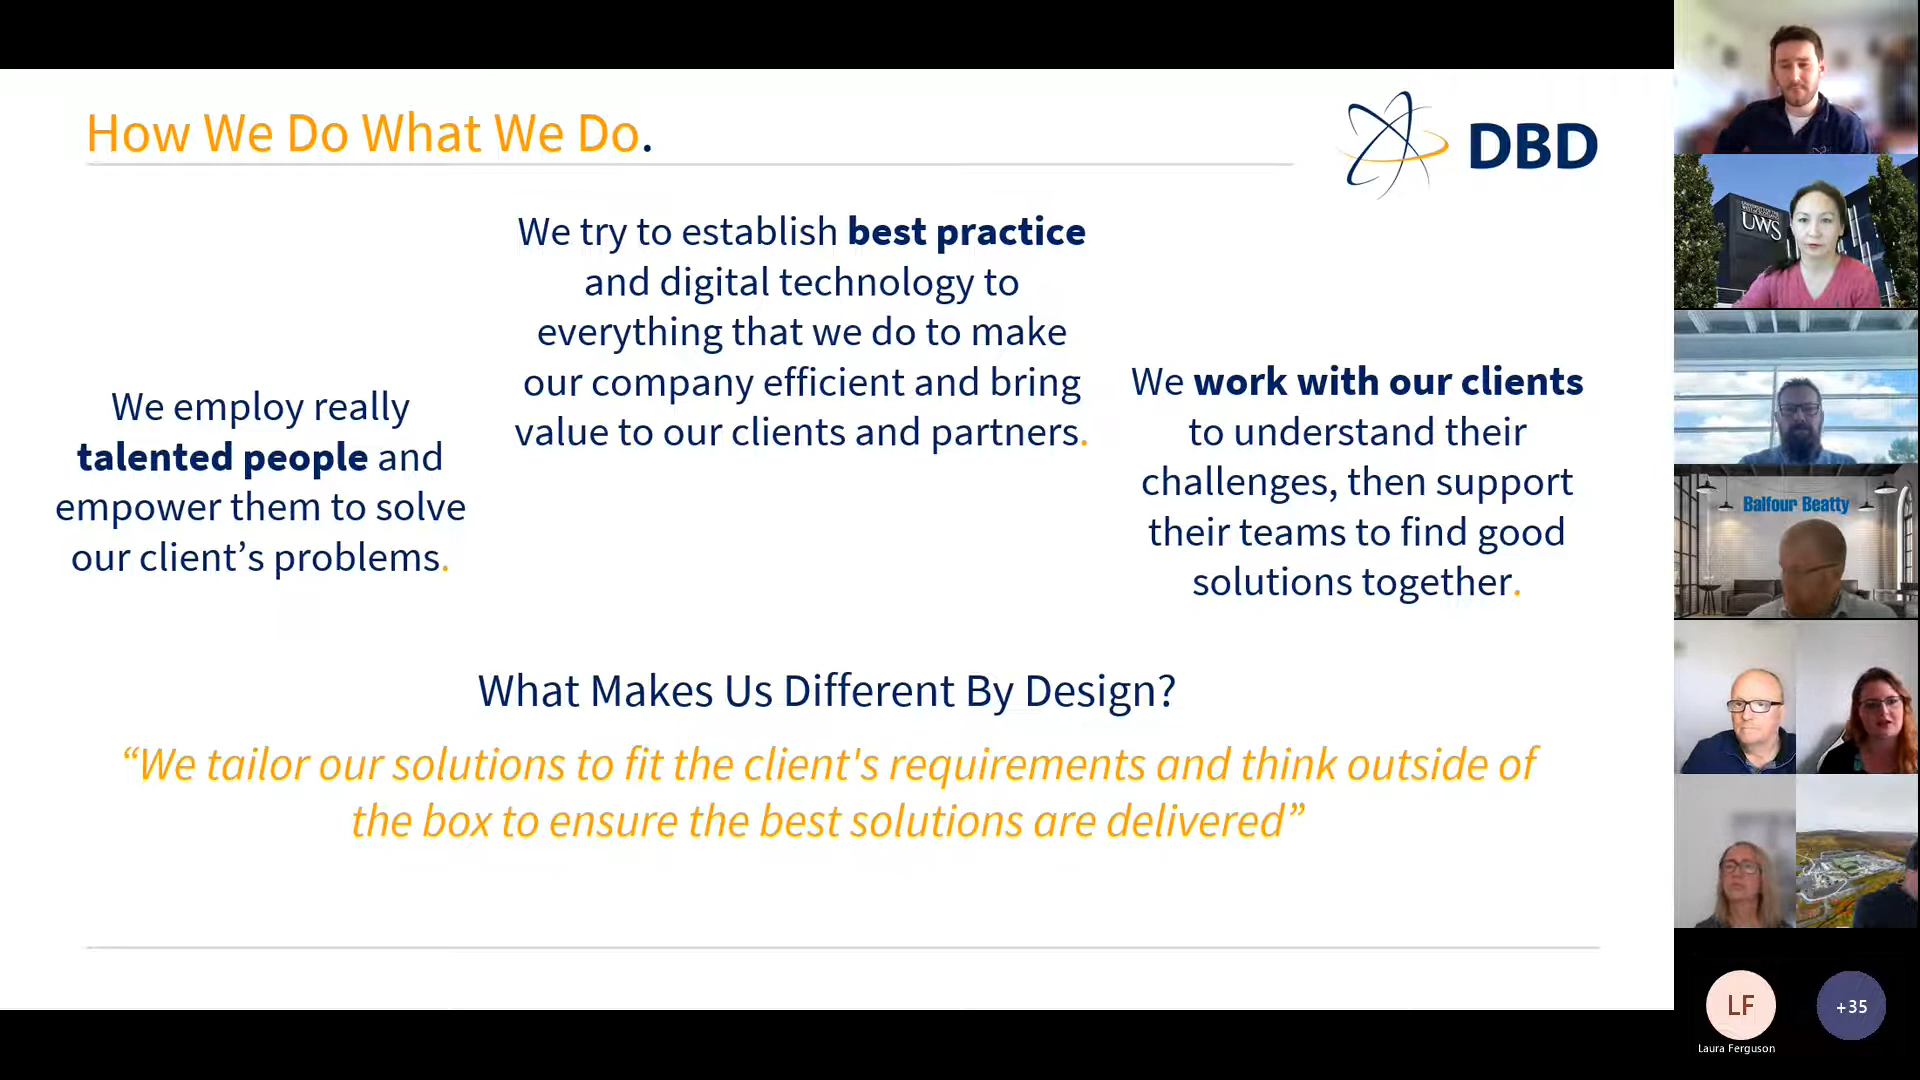 How We Do What We Do.
DBD
We employ really
talented people and
empower them to solve
our client’s problems.
We try to establish best practice
and digital technology to
everything that we do to make
our company efficient and bring
value to our clients and partners.
We work with our clients
to understand their
challenges, then support
their teams to find good
solutions together.
What Makes Us Different By Design?
“We tailor our solutions to fit the client's requirements and think outside of
the box to ensure the best solutions are delivered”
UWS
Balfour Beatty
LF
+35
Laura Ferguson